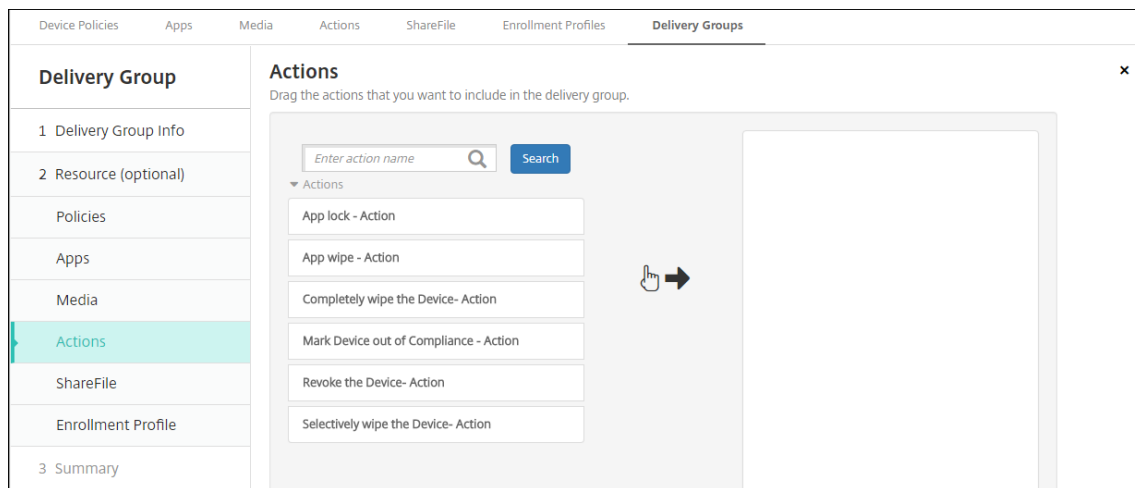 Device Policies Apps Media Actions ShareFile Enrollment Profiles Delivery Groups
Delivery Group
1 Delivery Group Info
2 Resource (optional)
Policies
Apps
Media
Actions
ShareFile
Enrollment Profile
3 Summary
Actions
×
Drag the actions that you want to include in the delivery group.
Enter action name Search
Actions
App lock - Action
App wipe - Action
Completely wipe the Device- Action
Mark Device out of Compliance - Action
Revoke the Device- Action
Selectively wipe the Device- Action